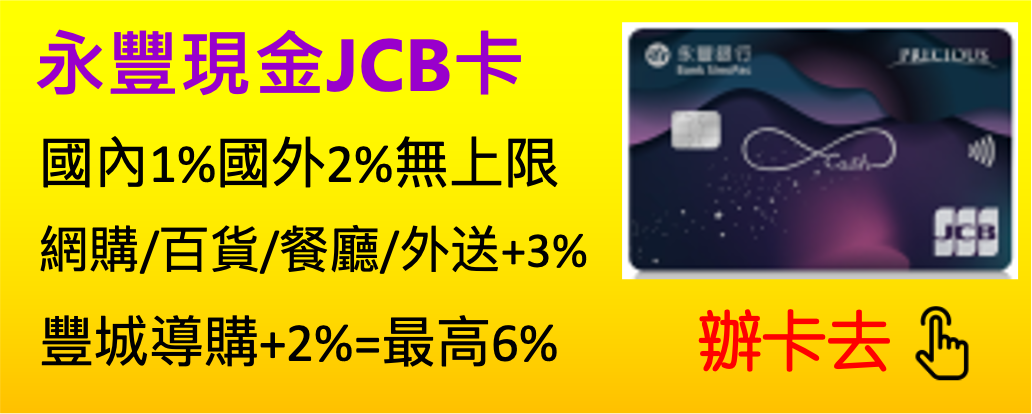 永豐現金JCB卡
國內1%國外2%無上限
網購/百貨/餐廳/外送+3%
豐城導購+2%=最高6%
永豐銀行
Bank SinoPac
PRECIOUS
Cash
JCB
辦卡去